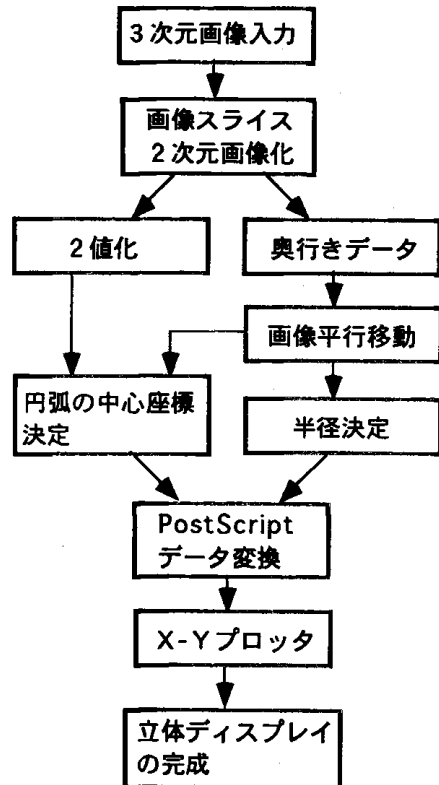 3次元画像入力
画像スライス
2次元画像化
2値化
奥行きデータ
画像平行移動
円弧の中心座標
決定
半径決定
PostScript
データ変換
X-Yプロッタ
立体ディスプレイ
の完成